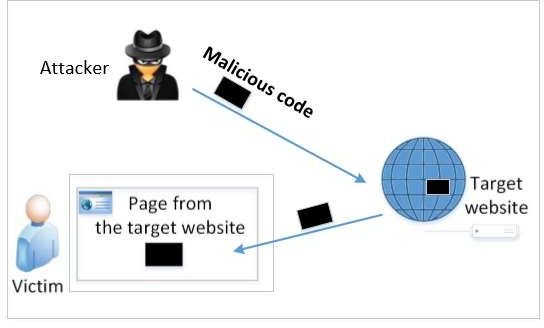 Attacker
Malicious code
Target
website
Page from
the target website
Victim